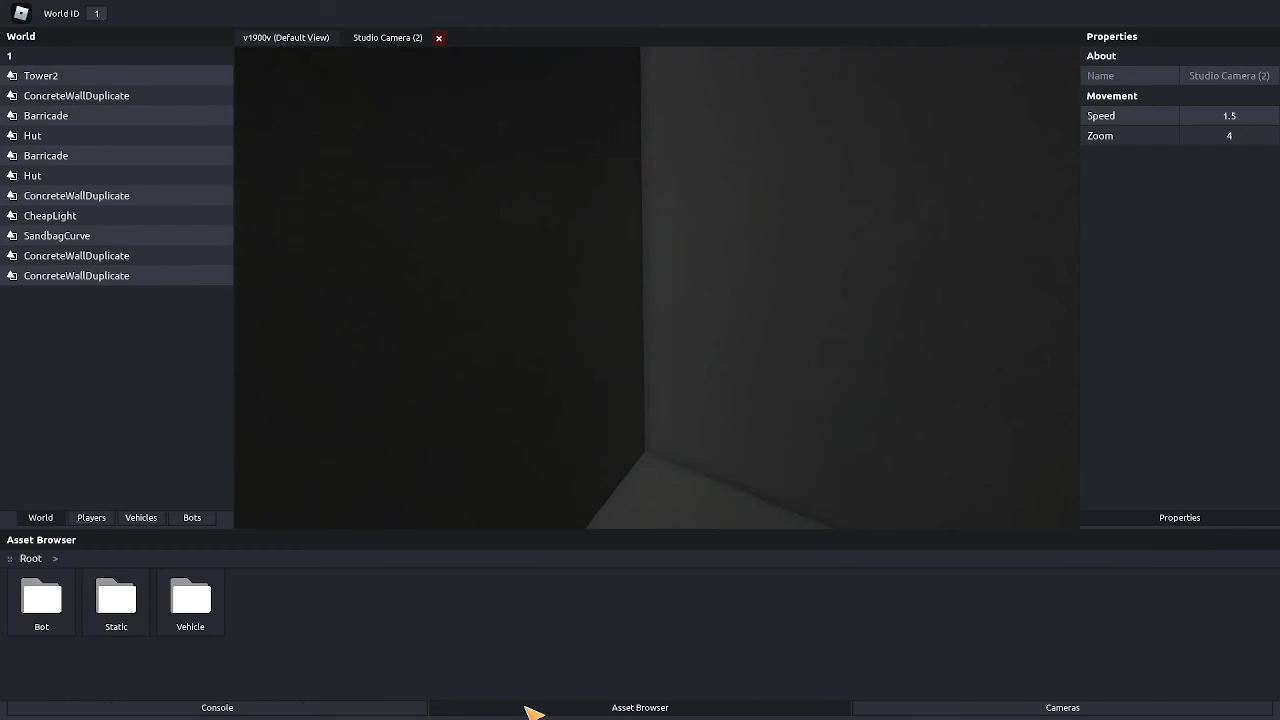 World ID 1
World
1
Tower2
ConcreteWallDuplicate
Barricade
Hut
Barricade
Hut
ConcreteWallDuplicate
CheapLight
SandbagCurve
ConcreteWallDuplicate
ConcreteWallDuplicate
World Players Vehicles Bots
v1900v (Default View) Studio Camera (2) x
Properties
About
Name Studio Camera (2)
Movement
Speed 1.5
Zoom 4
Properties
Asset Browser
:: Root >
Bot Static Vehicle
Console Asset Browser Cameras